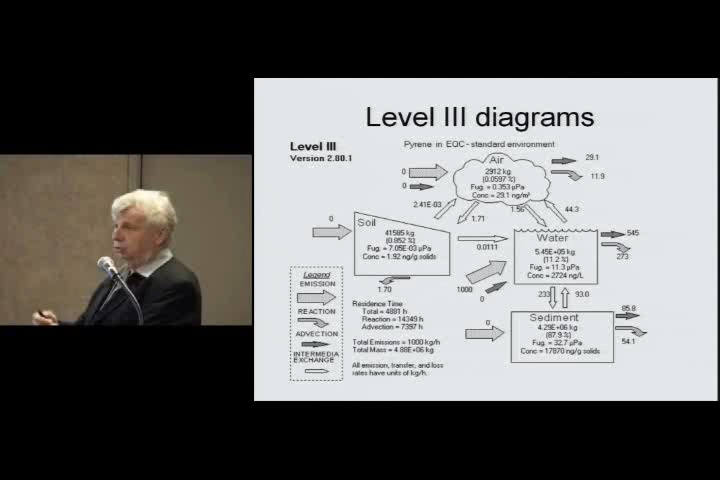 Level III diagrams
Level III
Version 2.80.1
Pyrene in EQC - standard environment
Air
2912 kg
(0.0597 %)
Fug. = 0.353 µPa
Conc = 29.1 ng/m³
0
0
29.1
11.9
2.41E-03
1.71
1.56
44.3
0
Soil
41585 kg
(0.852 %)
Fug. = 7.05E-03 µPa
Conc = 1.92 ng/g solids
0.0111
1.70
Water
5.45E+05 kg
(11.2 %)
Fug. = 11.3 µPa
Conc = 2724 ng/L
545
273
1000
0
233
93.0
Sediment
4.29E+06 kg
(87.9 %)
Fug. = 32.7 µPa
Conc = 17870 ng/g solids
0
85.8
54.1
Legend
EMISSION
REACTION
ADVECTION
INTERMEDIA
EXCHANGE
Residence Time
Total = 4881 h
Reaction = 14349 h
Advection = 7397 h
Total Emissions = 1000 kg/h
Total Mass = 4.88E+06 kg
All emission, transfer, and loss
rates have units of kg/h.